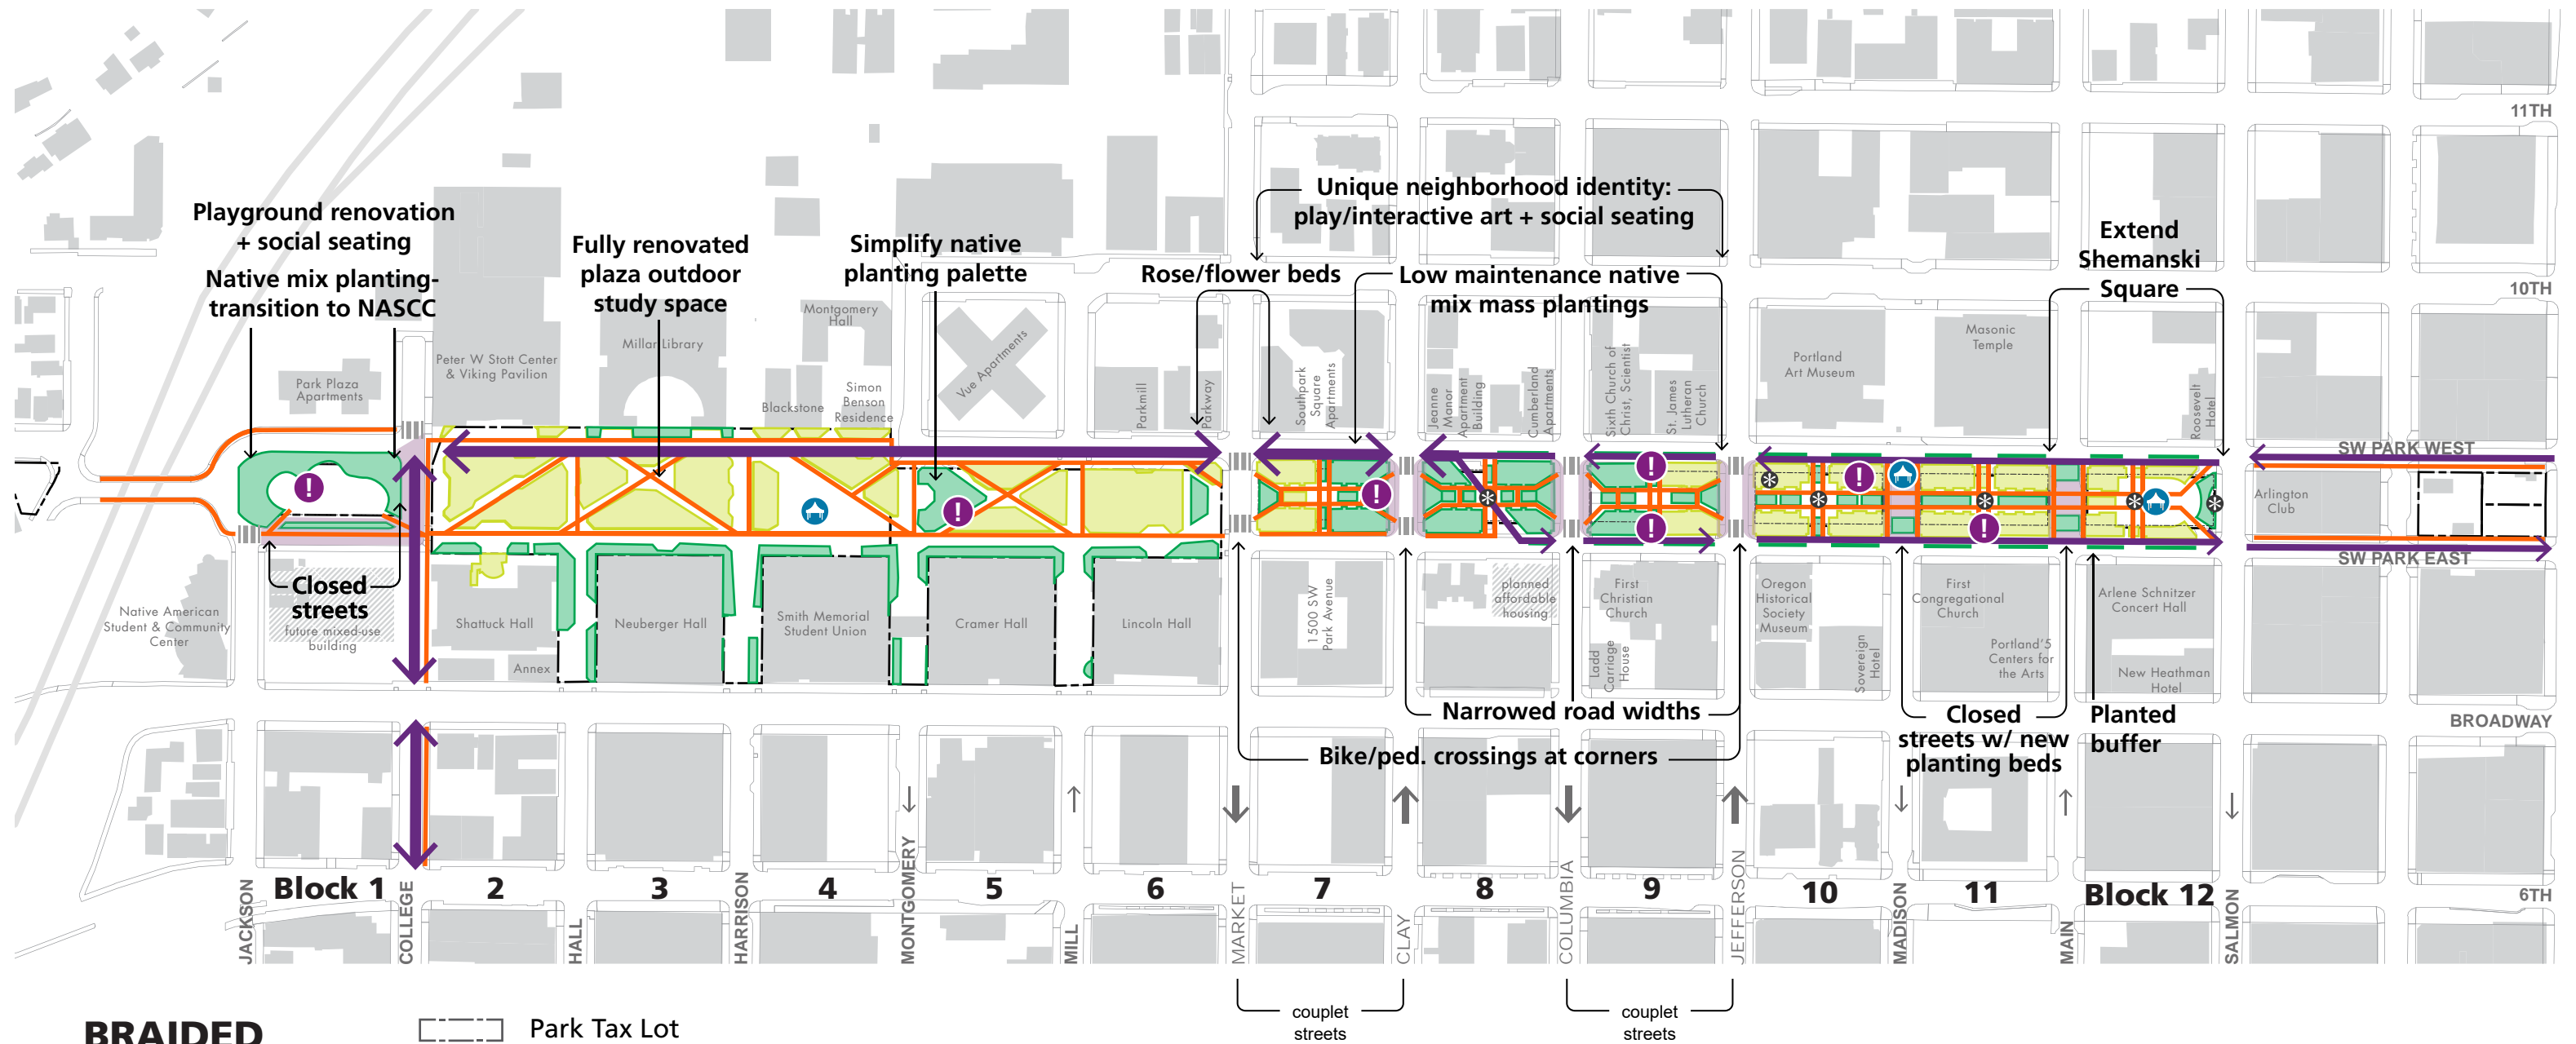 11TH
Unique neighborhood identity:
play/interactive art + social seating
Playground renovation
+ social seating
Native mix planting-
transition to NASCC
Fully renovated
plaza outdoor
study space
Simplify native
planting palette
Rose/flower beds
Low maintenance native
mix mass plantings
Extend
Shemanski
Square
10TH
Park Plaza
Apartments
Peter W Stott Center
& Viking Pavilion
Millar Library
Montgomery
Hall
Blackstone
Simon
Benson
Residence
Vue Apartments
Parkmill
Parkway
Southpark
Square
Apartments
Jeanne
Manor
Apartment
Building
Cumberland
Apartments
Sixth Church of
Christ, Scientist
St. James
Lutheran
Church
Portland
Art Museum
Masonic
Temple
Roosevelt
Hotel
SW PARK WEST
!
!
!
!
!
!
!
Arlington
Club
SW PARK EAST
Closed
streets
Native American
Student & Community
Center
future mixed-use
building
Shattuck Hall
Annex
Neuberger Hall
Smith Memorial
Student Union
Cramer Hall
Lincoln Hall
1500 SW
Park Avenue
planned
affordable
housing
First
Christian
Church
Ladd
Carriage
House
Oregon
Historical
Society
Museum
Sovereign
Hotel
First
Congregational
Church
Portland'5
Centers for
the Arts
Arlene Schnitzer
Concert Hall
New Heathman
Hotel
Narrowed road widths
Closed
streets w/ new
planting beds
Planted
buffer
BROADWAY
Bike/ped. crossings at corners
Block 1
2
3
4
5
6
7
8
9
10
11
Block 12
6TH
JACKSON
COLLEGE
HALL
HARRISON
MONTGOMERY
MILL
MARKET
CLAY
COLUMBIA
JEFFERSON
MADISON
MAIN
SALMON
couplet
streets
couplet
streets
BRAIDED
Park Tax Lot